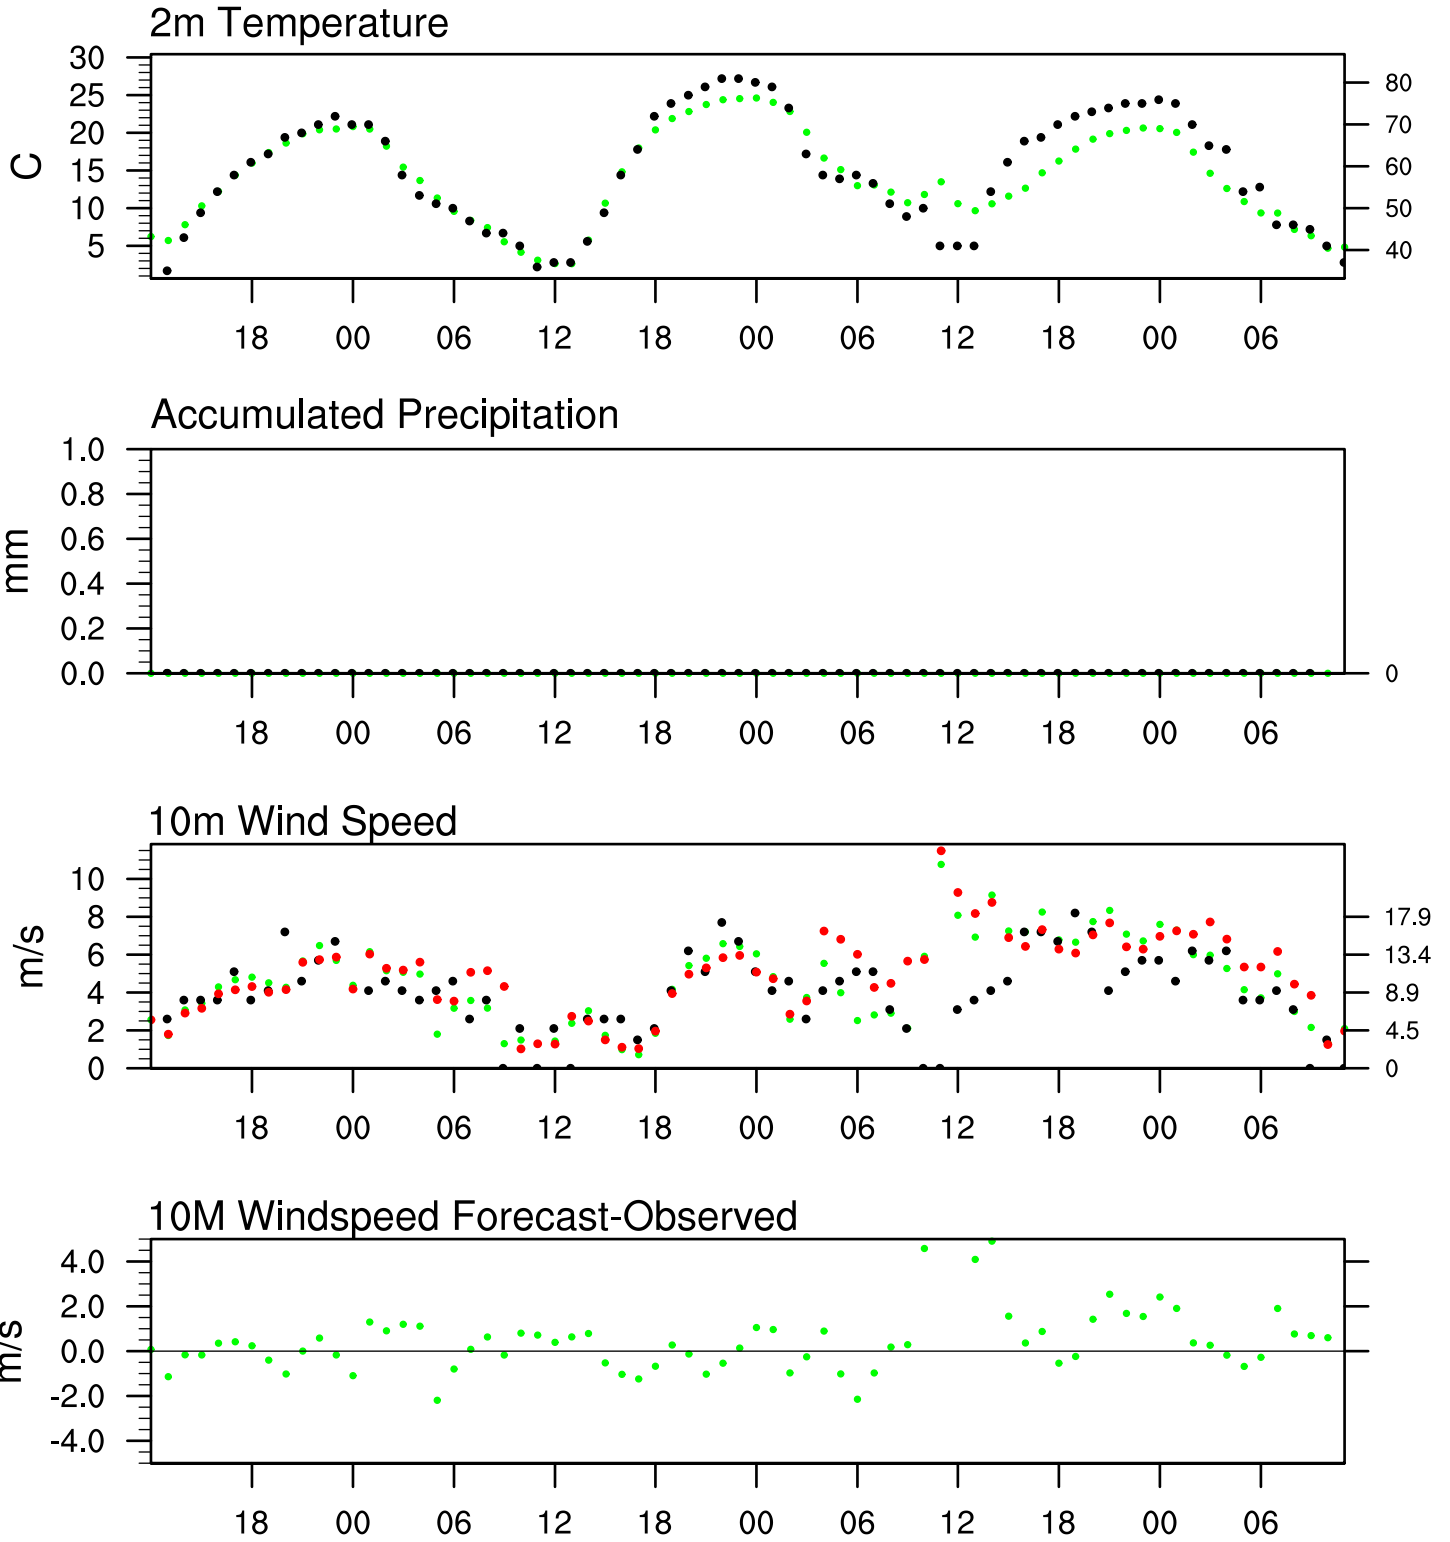 2m Temperature
30
25
20
15
10
5
C
80
70
60
50
40
18 00 06 12 18 00 06 12 18 00 06
Accumulated Precipitation
1.0
0.8
0.6
0.4
0.2
0.0
mm
0
18 00 06 12 18 00 06 12 18 00 06
10m Wind Speed
10
8
6
4
2
0
m/s
17.9
13.4
8.9
4.5
0
18 00 06 12 18 00 06 12 18 00 06
10M Windspeed Forecast-Observed
4.0
2.0
0.0
-2.0
-4.0
m/s
18 00 06 12 18 00 06 12 18 00 06